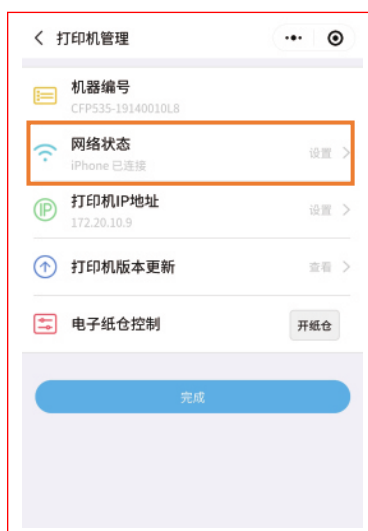 打印机管理
机器编号
CFP535-19140010L8
网络状态
iPhone 已连接
设置
打印机IP地址
172.20.10.9
设置
打印机版本更新
查看
电子纸仓控制
开纸仓
完成